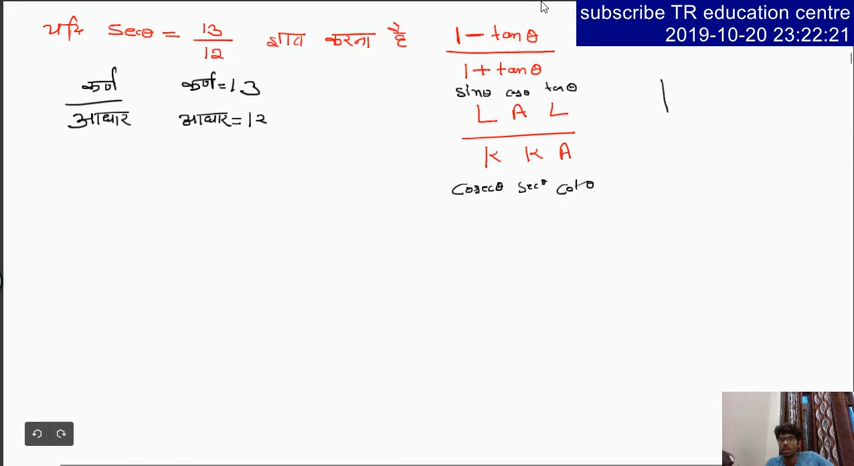 subscribe TR education centre
2019-10-20 23:22:21
यदि secθ = 13/12 ज्ञात करना है 1 - tanθ / 1 + tanθ
कर्ण / आधार
कर्ण = 13
आधार = 12
sinθ cosθ tanθ
L A L
K K A
cosecθ secθ cotθ